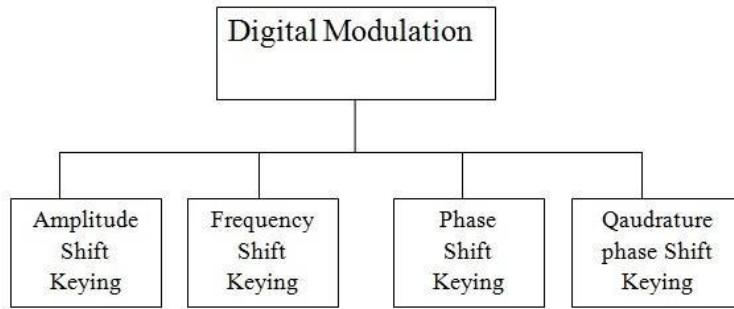 Digital Modulation
Amplitude
Shift
Keying
Frequency
Shift
Keying
Phase
Shift
Keying
Qaudrature
phase Shift
Keying